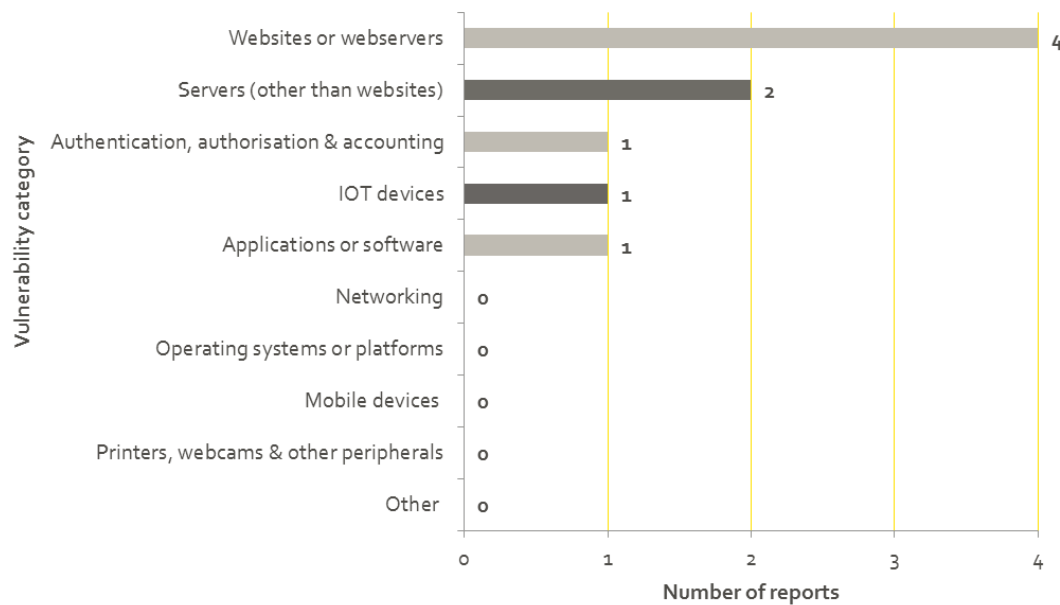 Websites or webservers 4
Servers (other than websites) 2
Authentication, authorisation & accounting 1
IOT devices 1
Applications or software 1
Networking 0
Operating systems or platforms 0
Mobile devices 0
Printers, webcams & other peripherals 0
Other 0
Vulnerability category
0 1 2 3 4
Number of reports